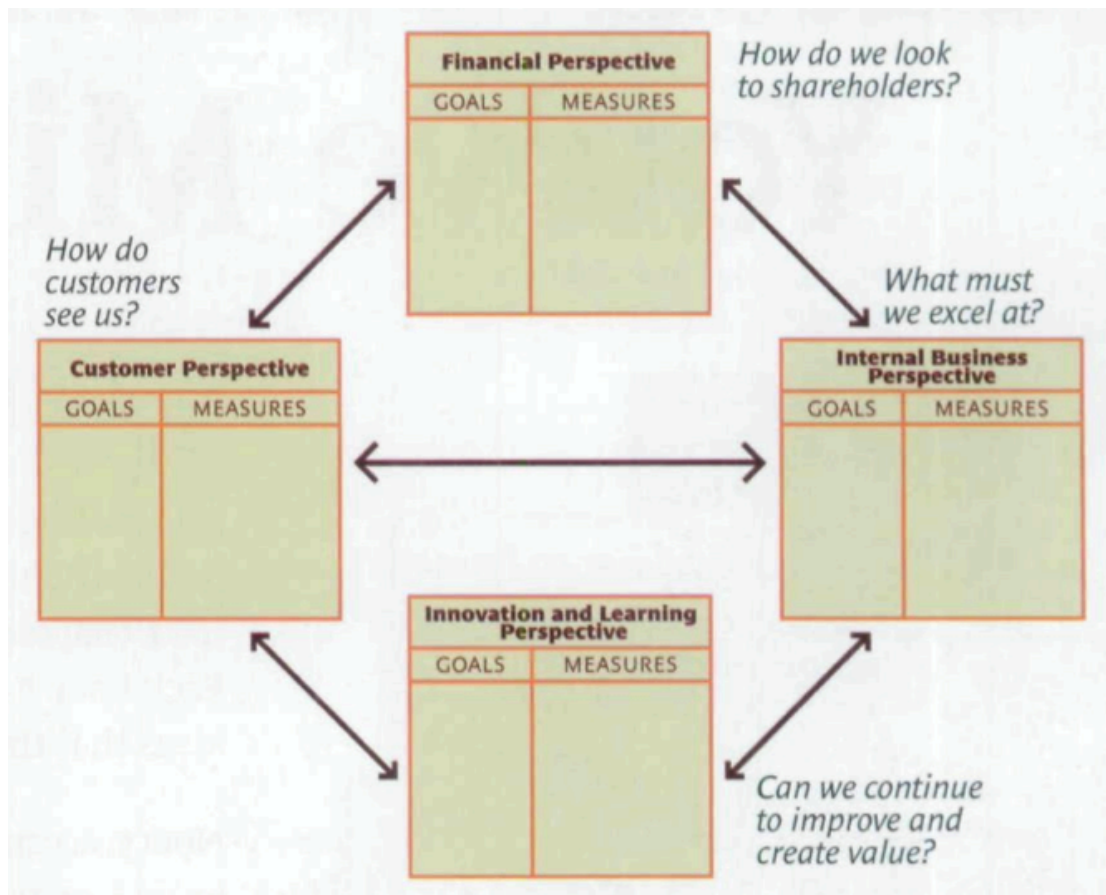 Financial Perspective
GOALS MEASURES
How do we look
to shareholders?
How do
customers
see us?
Customer Perspective
GOALS MEASURES
What must
we excel at?
Internal Business
Perspective
GOALS MEASURES
Innovation and Learning
Perspective
GOALS MEASURES
Can we continue
to improve and
create value?